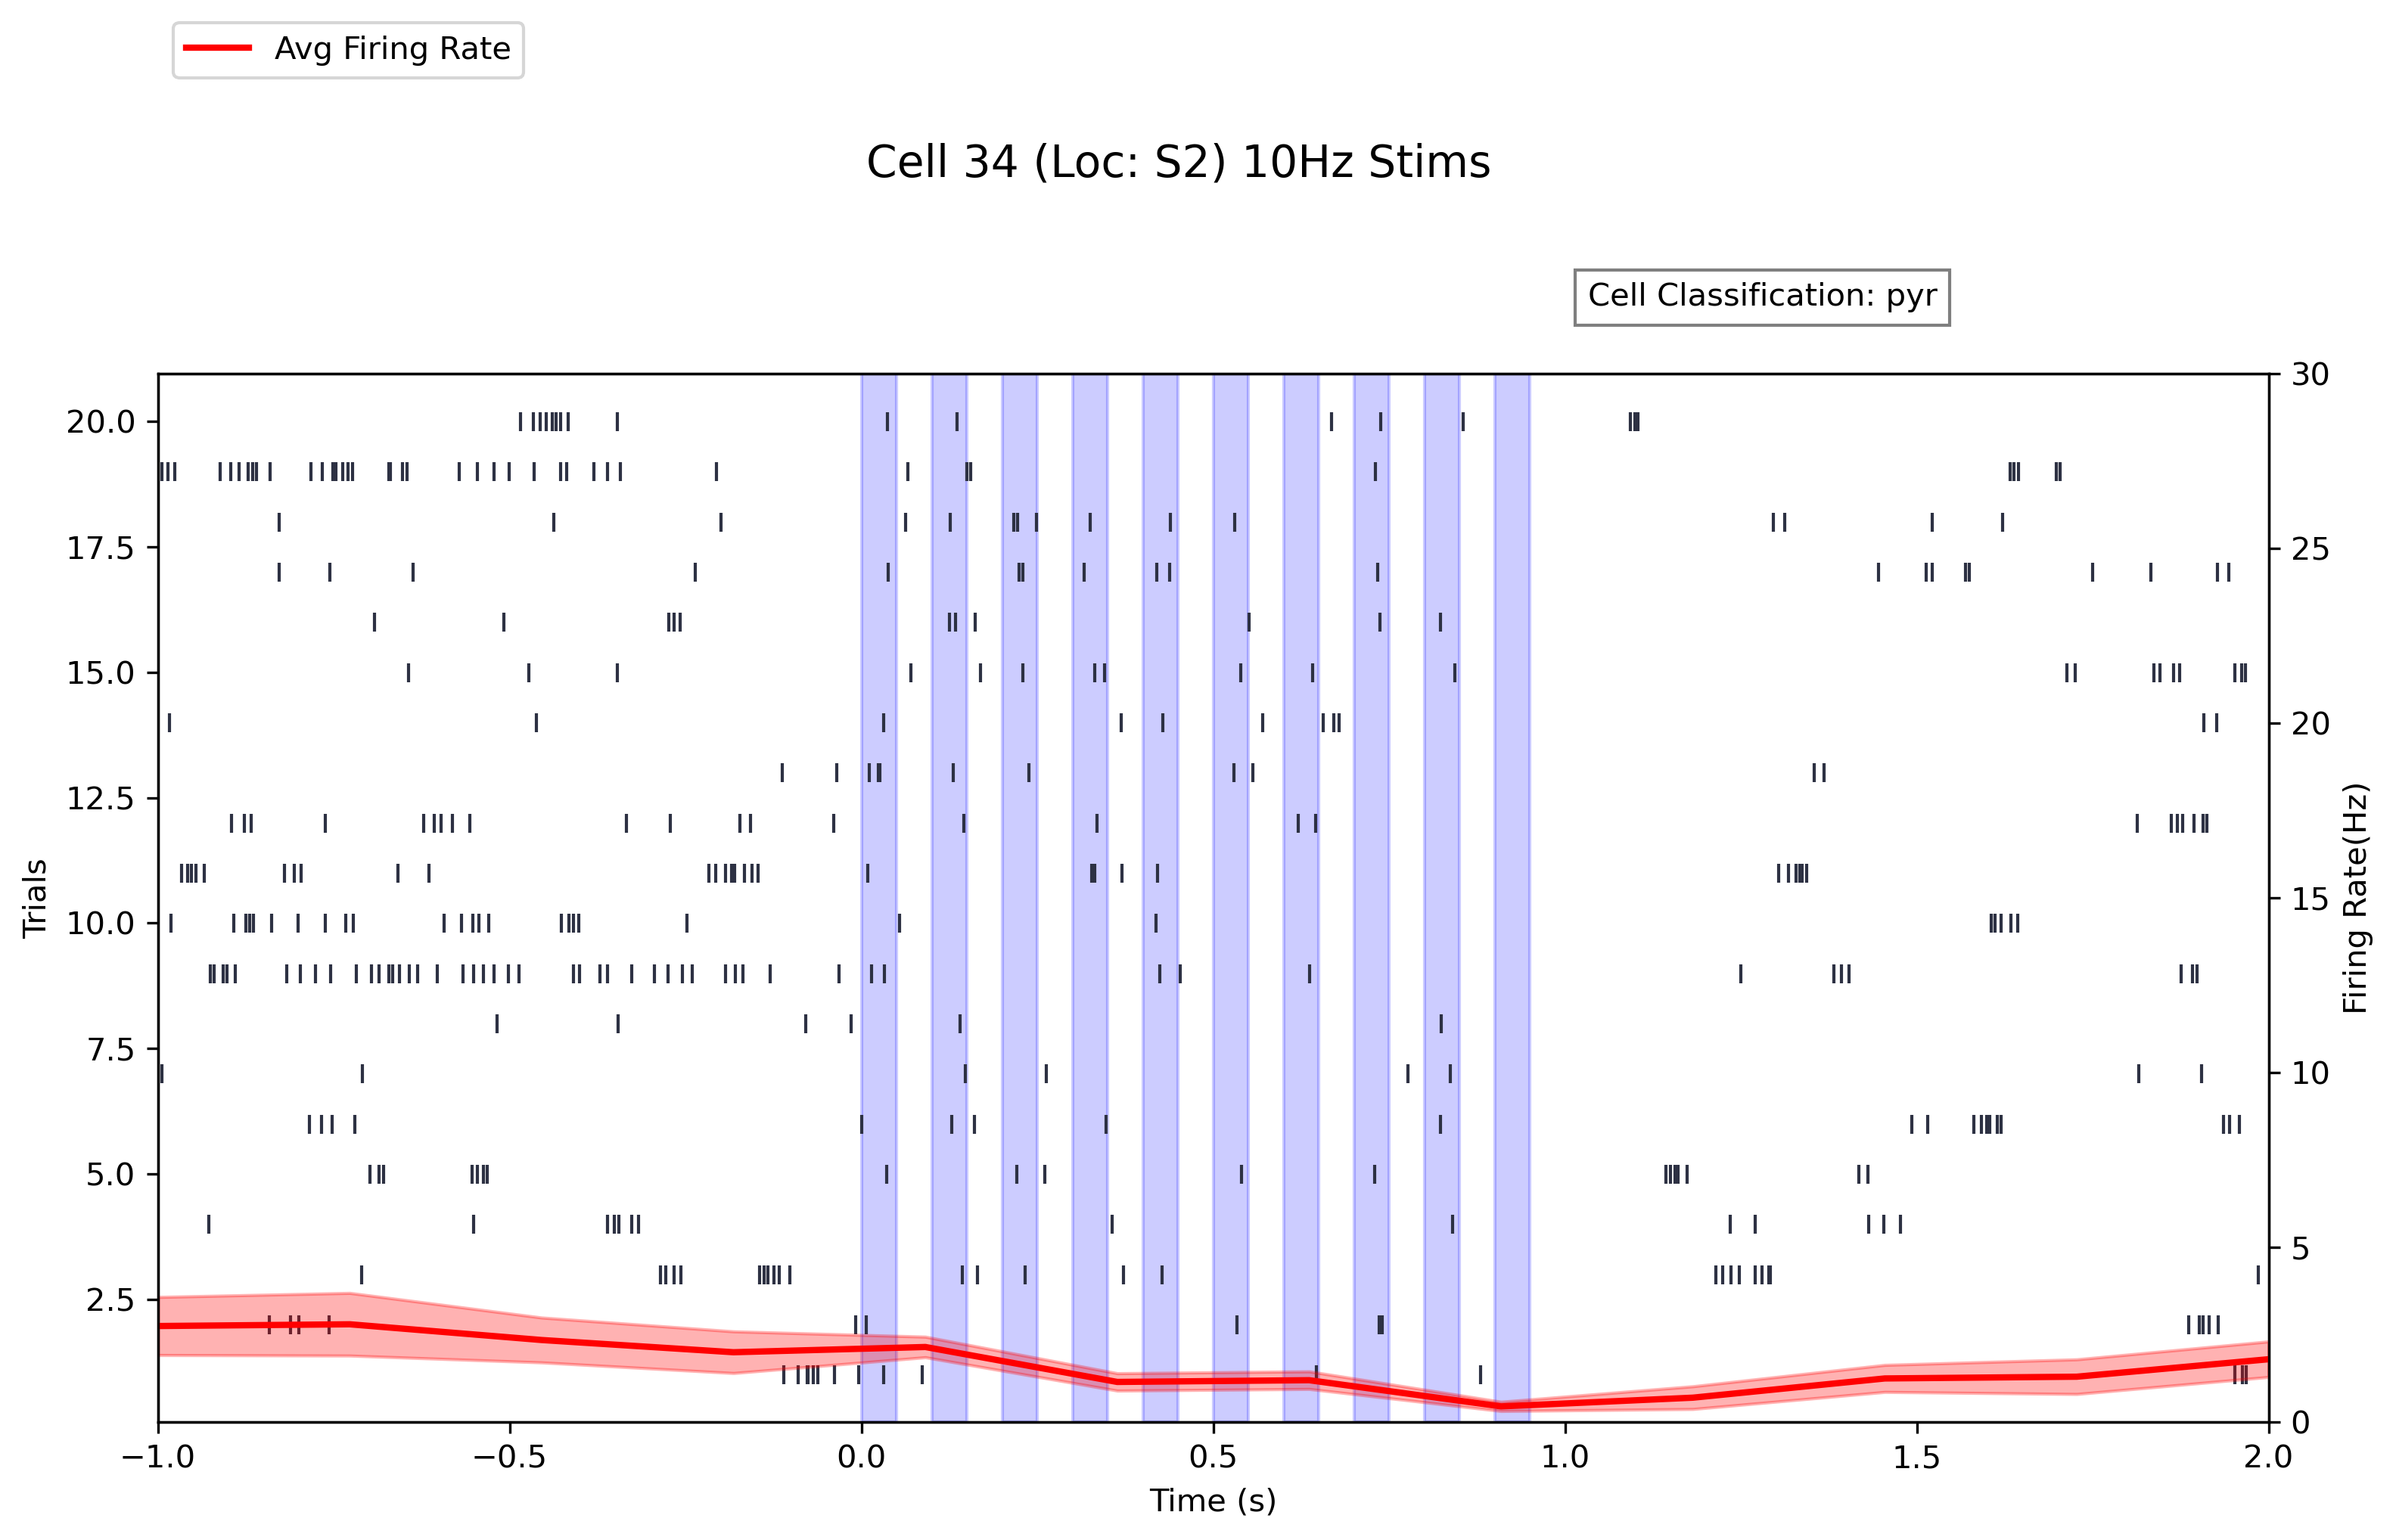 Avg Firing Rate
Cell 34 (Loc: S2) 10Hz Stims
Cell Classification: pyr
20.0
17.5
15.0
12.5
10.0
7.5
5.0
2.5
Trials
30
25
20
15
10
5
0
Firing Rate(Hz)
−1.0 −0.5 0.0 0.5 1.0 1.5 2.0
Time (s)